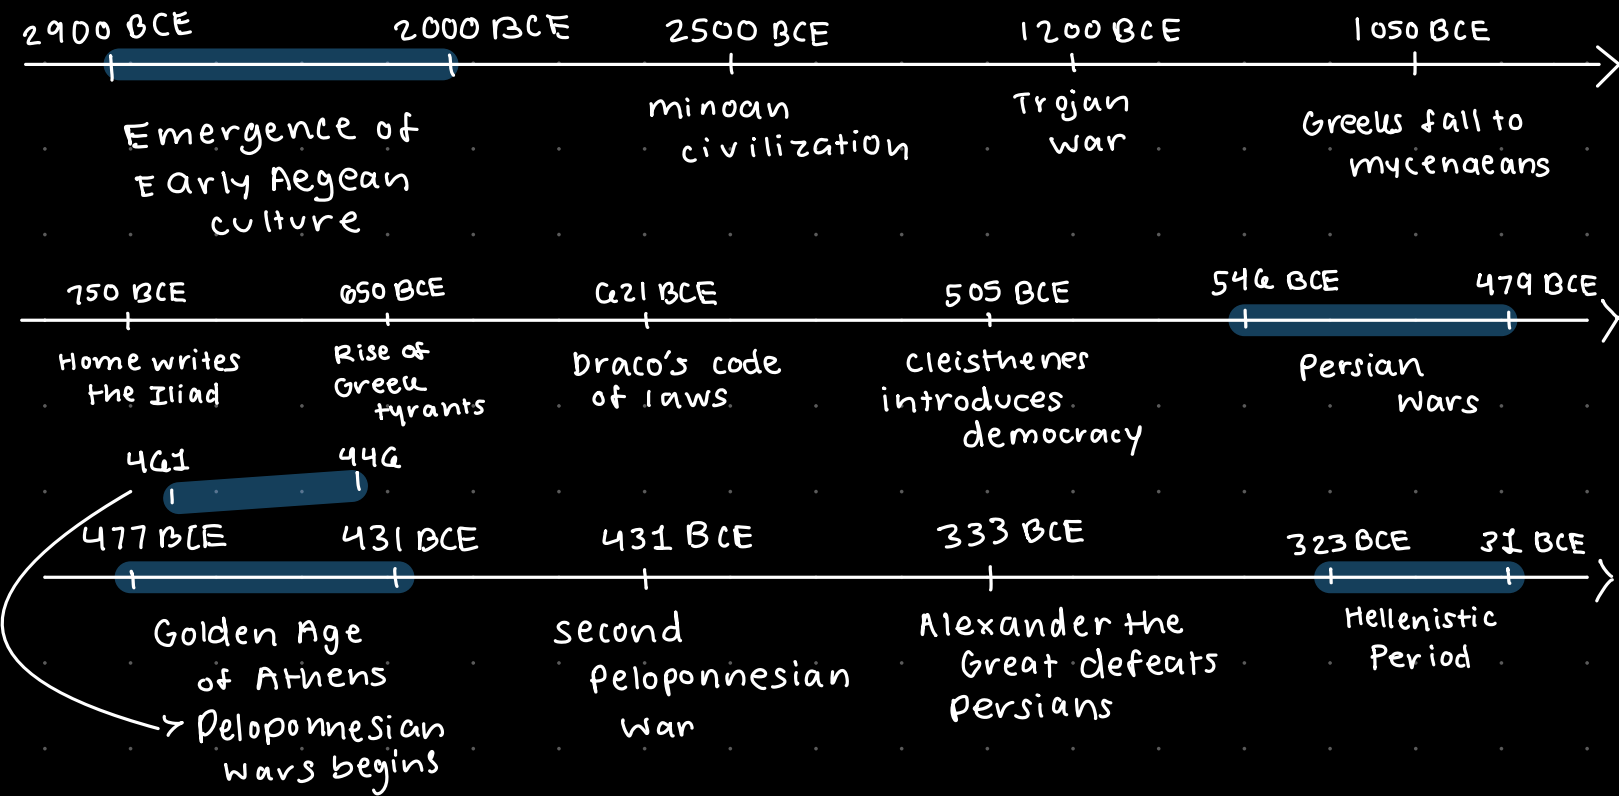 2900 BCE 2000 BCE 2500 BCE 1200 BCE 1050 BCE
Emergence of
Early Aegean
culture
minoan
civilization
Trojan
war
Greeks fall to
mycenaeans
750 BCE 650 BCE 621 BCE 505 BCE 546 BCE 479 BCE
Home writes
the Iliad
Rise of
Greek
tyrants
Draco's code
of laws
Cleisthenes
introduces
democracy
Persian
Wars
461 446
477 BCE 431 BCE 431 BCE 333 BCE 323 BCE 31 BCE
Golden Age
of Athens
Peloponnesian
Wars begins
Second
Peloponnesian
war
Alexander the
Great defeats
Persians
Hellenistic
Period